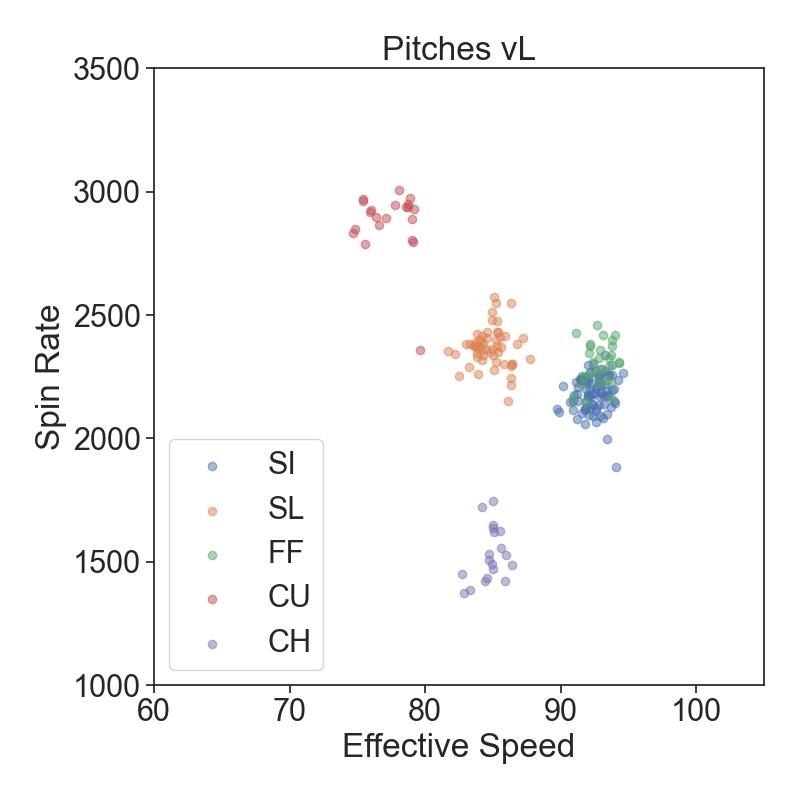 Pitches vL
3500
3000
2500
2000
1500
1000
Spin Rate
SI
SL
FF
CU
CH
60 70 80 90 100
Effective Speed